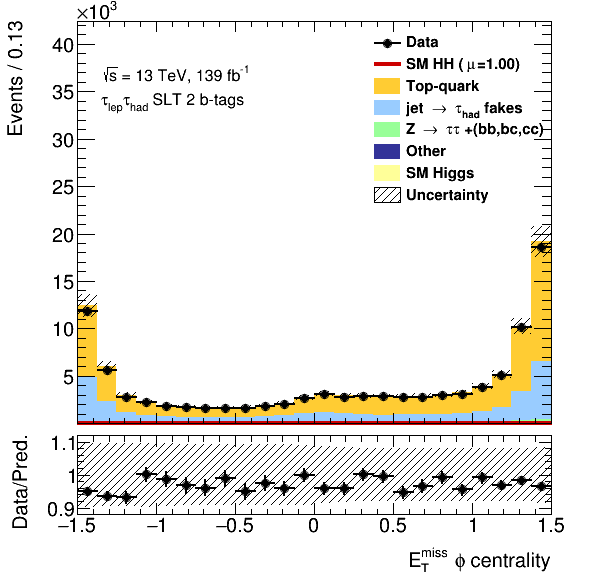 ×10³
Events / 0.13
40
35
30
25
20
15
10
5
√s = 13 TeV, 139 fb⁻¹
τlepτhad SLT 2 b-tags
Data
SM HH ( μ=1.00)
Top-quark
jet → τhad fakes
Z → ττ +(bb,bc,cc)
Other
SM Higgs
Uncertainty
Data/Pred.
1.1
1
0.9
−1.5 −1 −0.5 0 0.5 1 1.5
E_T^miss ϕ centrality